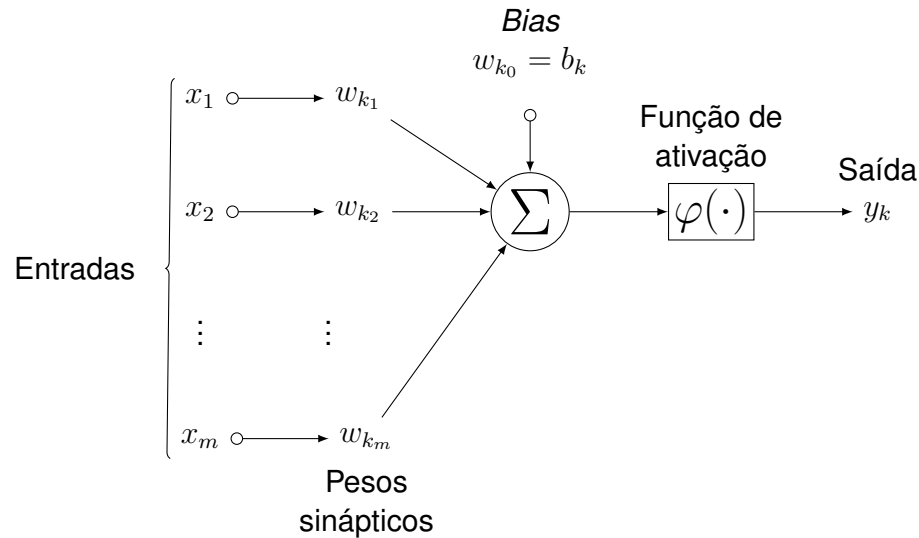 Bias
w_{k_0} = b_k
x_1 w_{k_1}
Função de
ativação
Saída
x_2 w_{k_2} Σ φ(·) y_k
Entradas
⋮ ⋮
x_m w_{k_m}
Pesos
sinápticos